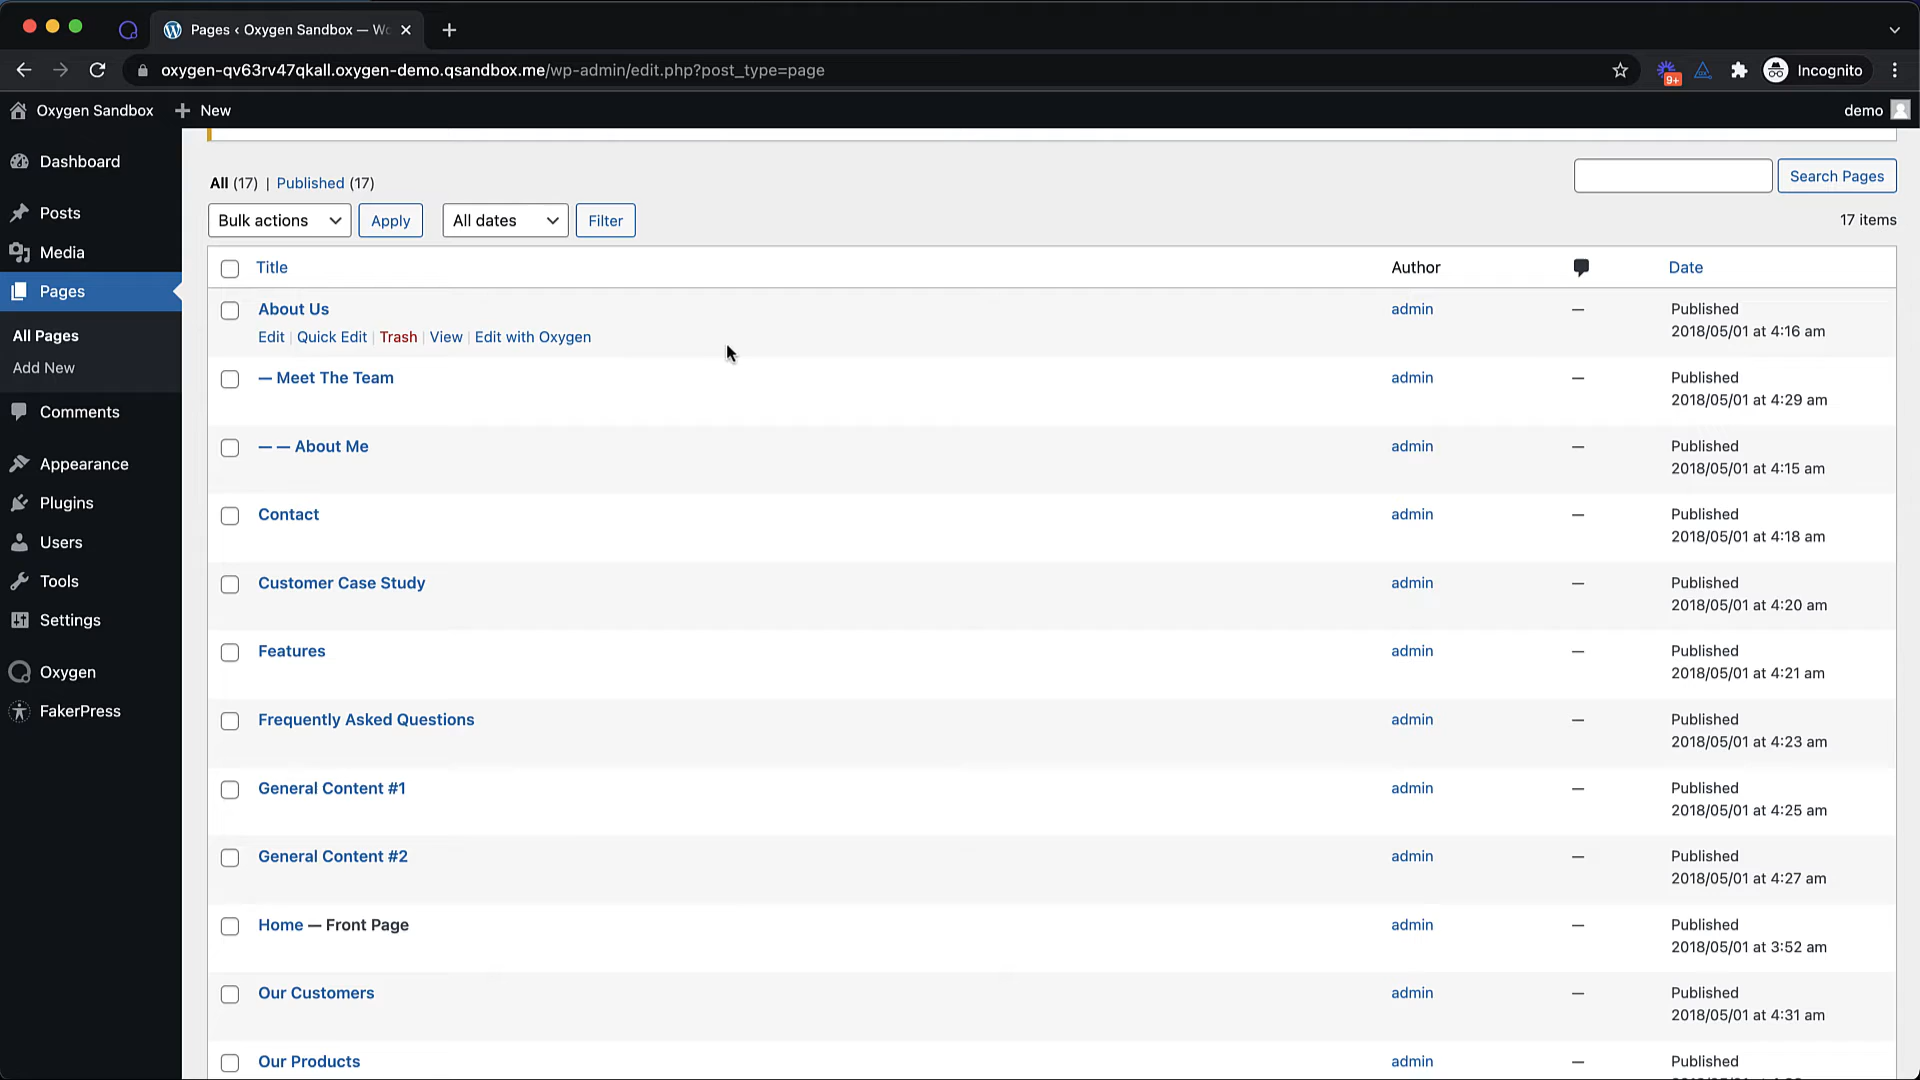 Pages ‹ Oxygen Sandbox — Wo
oxygen-qv63rv47qkall.oxygen-demo.qsandbox.me/wp-admin/edit.php?post_type=page
9+
Incognito
Oxygen Sandbox
New
demo
Dashboard
Posts
Media
Pages
All Pages
Add New
Comments
Appearance
Plugins
Users
Tools
Settings
Oxygen
FakerPress
All (17) | Published (17)
Search Pages
Bulk actions
Apply
All dates
Filter
17 items
Title
Author
Date
About Us
Edit | Quick Edit | Trash | View | Edit with Oxygen
admin
—
Published
2018/05/01 at 4:16 am
— Meet The Team
admin
—
Published
2018/05/01 at 4:29 am
— — About Me
admin
—
Published
2018/05/01 at 4:15 am
Contact
admin
—
Published
2018/05/01 at 4:18 am
Customer Case Study
admin
—
Published
2018/05/01 at 4:20 am
Features
admin
—
Published
2018/05/01 at 4:21 am
Frequently Asked Questions
admin
—
Published
2018/05/01 at 4:23 am
General Content #1
admin
—
Published
2018/05/01 at 4:25 am
General Content #2
admin
—
Published
2018/05/01 at 4:27 am
Home — Front Page
admin
—
Published
2018/05/01 at 3:52 am
Our Customers
admin
—
Published
2018/05/01 at 4:31 am
Our Products
admin
—
Published